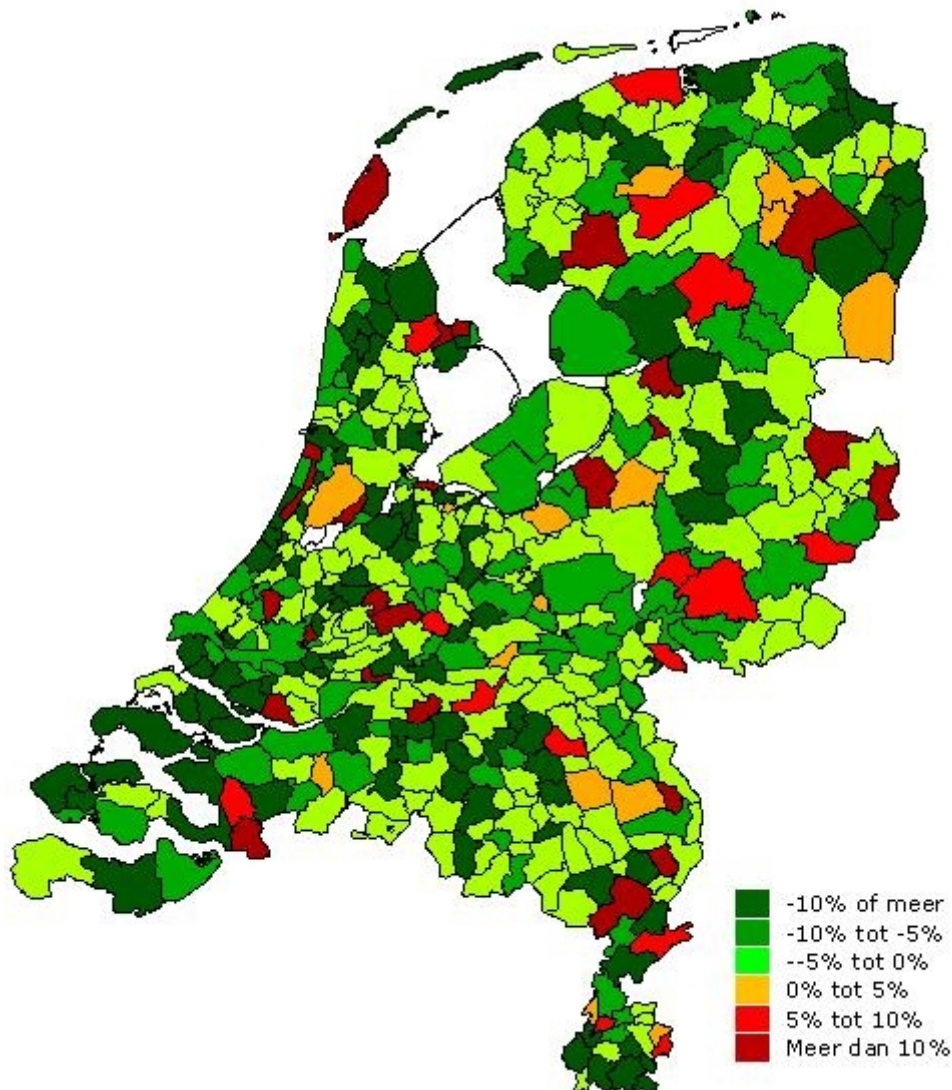 -10% of meer
-10% tot -5%
--5% tot 0%
0% tot 5%
5% tot 10%
Meer dan 10%